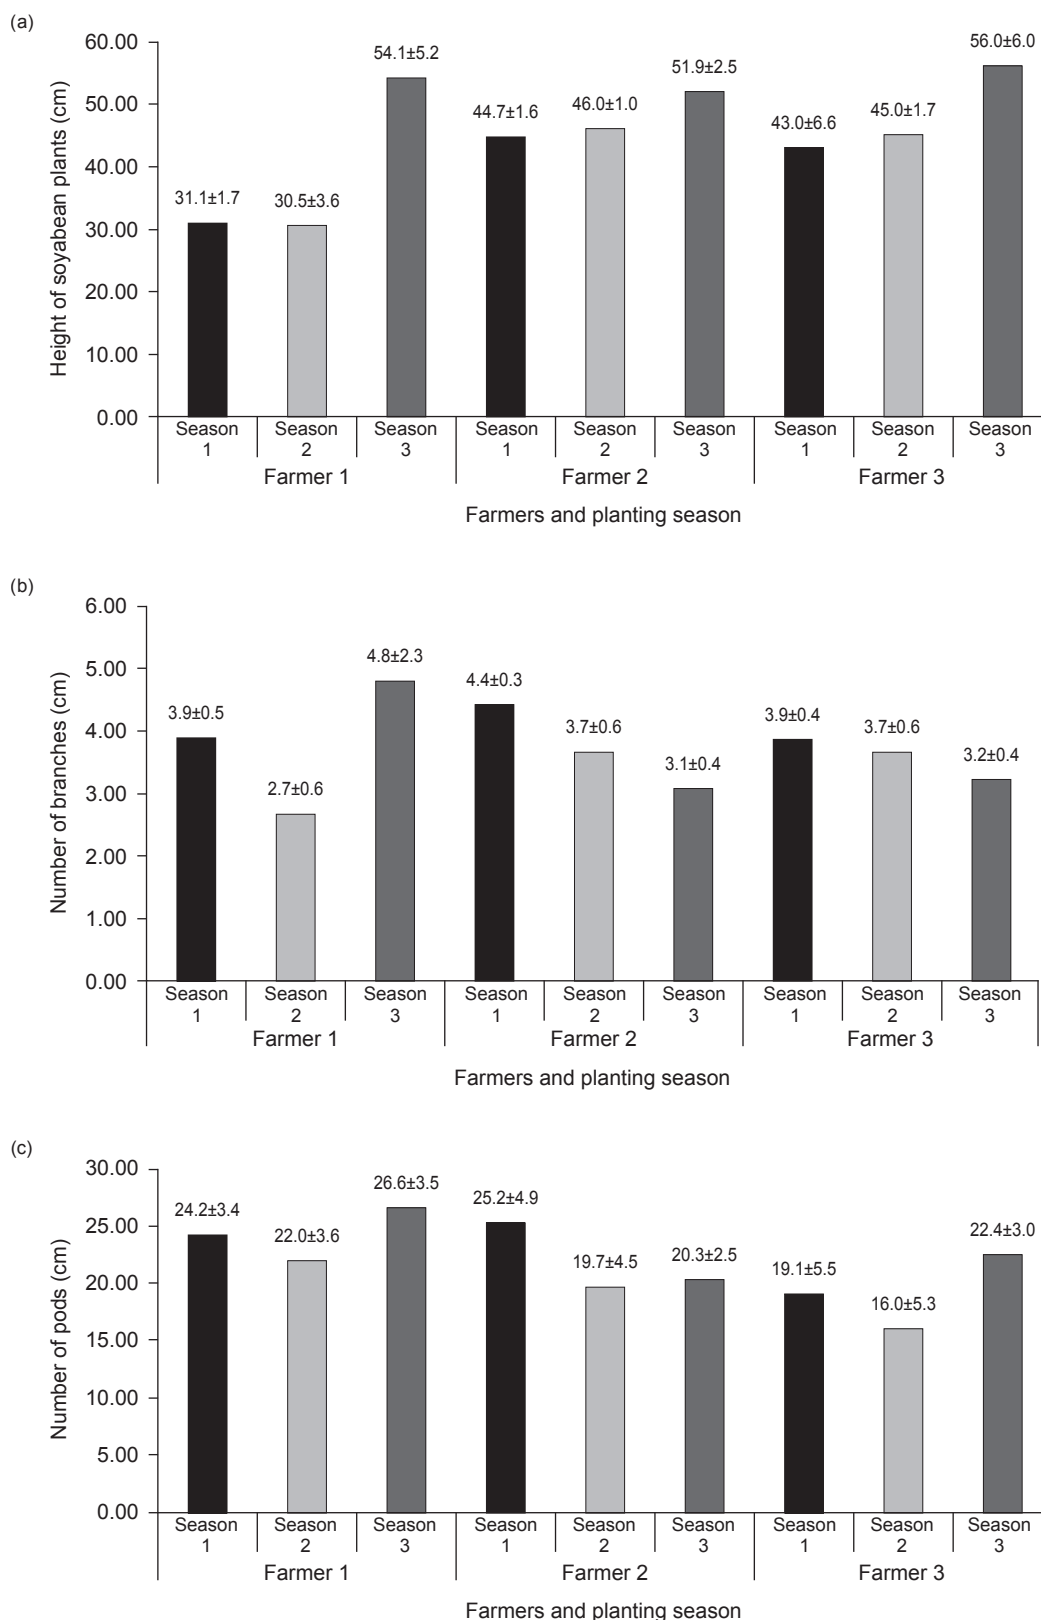 (a)
Height of soyabean plants (cm)
60.00
50.00
40.00
30.00
20.00
10.00
0.00
31.1±1.7
30.5±3.6
54.1±5.2
44.7±1.6
46.0±1.0
51.9±2.5
43.0±6.6
45.0±1.7
56.0±6.0
Season Season Season Season Season Season Season Season Season
1 2 3 1 2 3 1 2 3
Farmer 1 Farmer 2 Farmer 3
Farmers and planting season
(b)
Number of branches (cm)
6.00
5.00
4.00
3.00
2.00
1.00
0.00
3.9±0.5
2.7±0.6
4.8±2.3
4.4±0.3
3.7±0.6
3.1±0.4
3.9±0.4
3.7±0.6
3.2±0.4
Season Season Season Season Season Season Season Season Season
1 2 3 1 2 3 1 2 3
Farmer 1 Farmer 2 Farmer 3
Farmers and planting season
(c)
Number of pods (cm)
30.00
25.00
20.00
15.00
10.00
5.00
0.00
24.2±3.4
22.0±3.6
26.6±3.5
25.2±4.9
19.7±4.5
20.3±2.5
19.1±5.5
16.0±5.3
22.4±3.0
Season Season Season Season Season Season Season Season Season
1 2 3 1 2 3 1 2 3
Farmer 1 Farmer 2 Farmer 3
Farmers and planting season